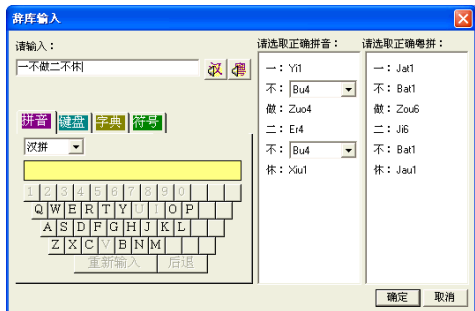 辞库输入
请输入：
一不做二不休
汉 粤
拼音 键盘 字典 符号
汉拼
1 2 3 4 5 6 7 8 9 0
Q W E R T Y U I O P
A S D F G H J K L
Z X C V B N M
重新输入 后退
请选取正确拼音：
一：Yi1
不：Bu4
做：Zuo4
二：Er4
不：Bu4
休：Xiu1
请选取正确粤拼：
一：Jat1
不：Bat1
做：Zou6
二：Ji6
不：Bat1
休：Jau1
确定 取消